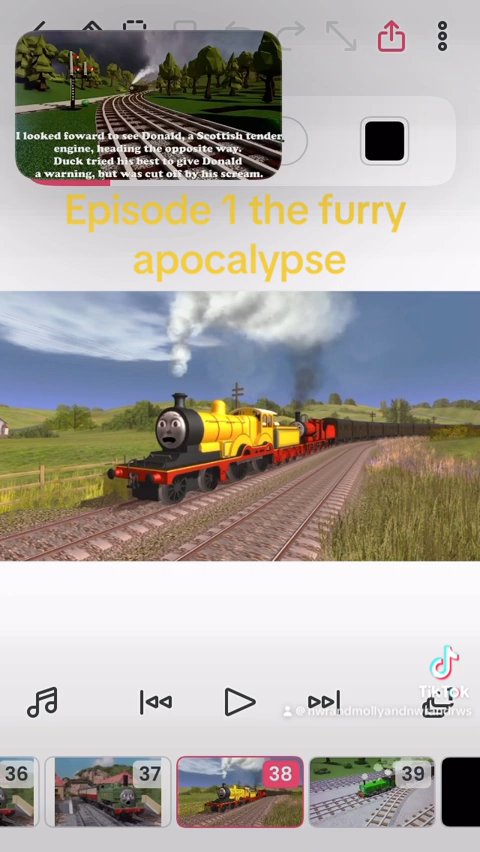 I looked foward to see Donald, a Scottish tender
engine, heading the opposite way.
Duck tried his best to give Donald
a warning, but was cut off by his scream.
Episode 1 the furry
apocalypse
TikTok
@nwrandmollyandnwrandrws
36
37
38
39